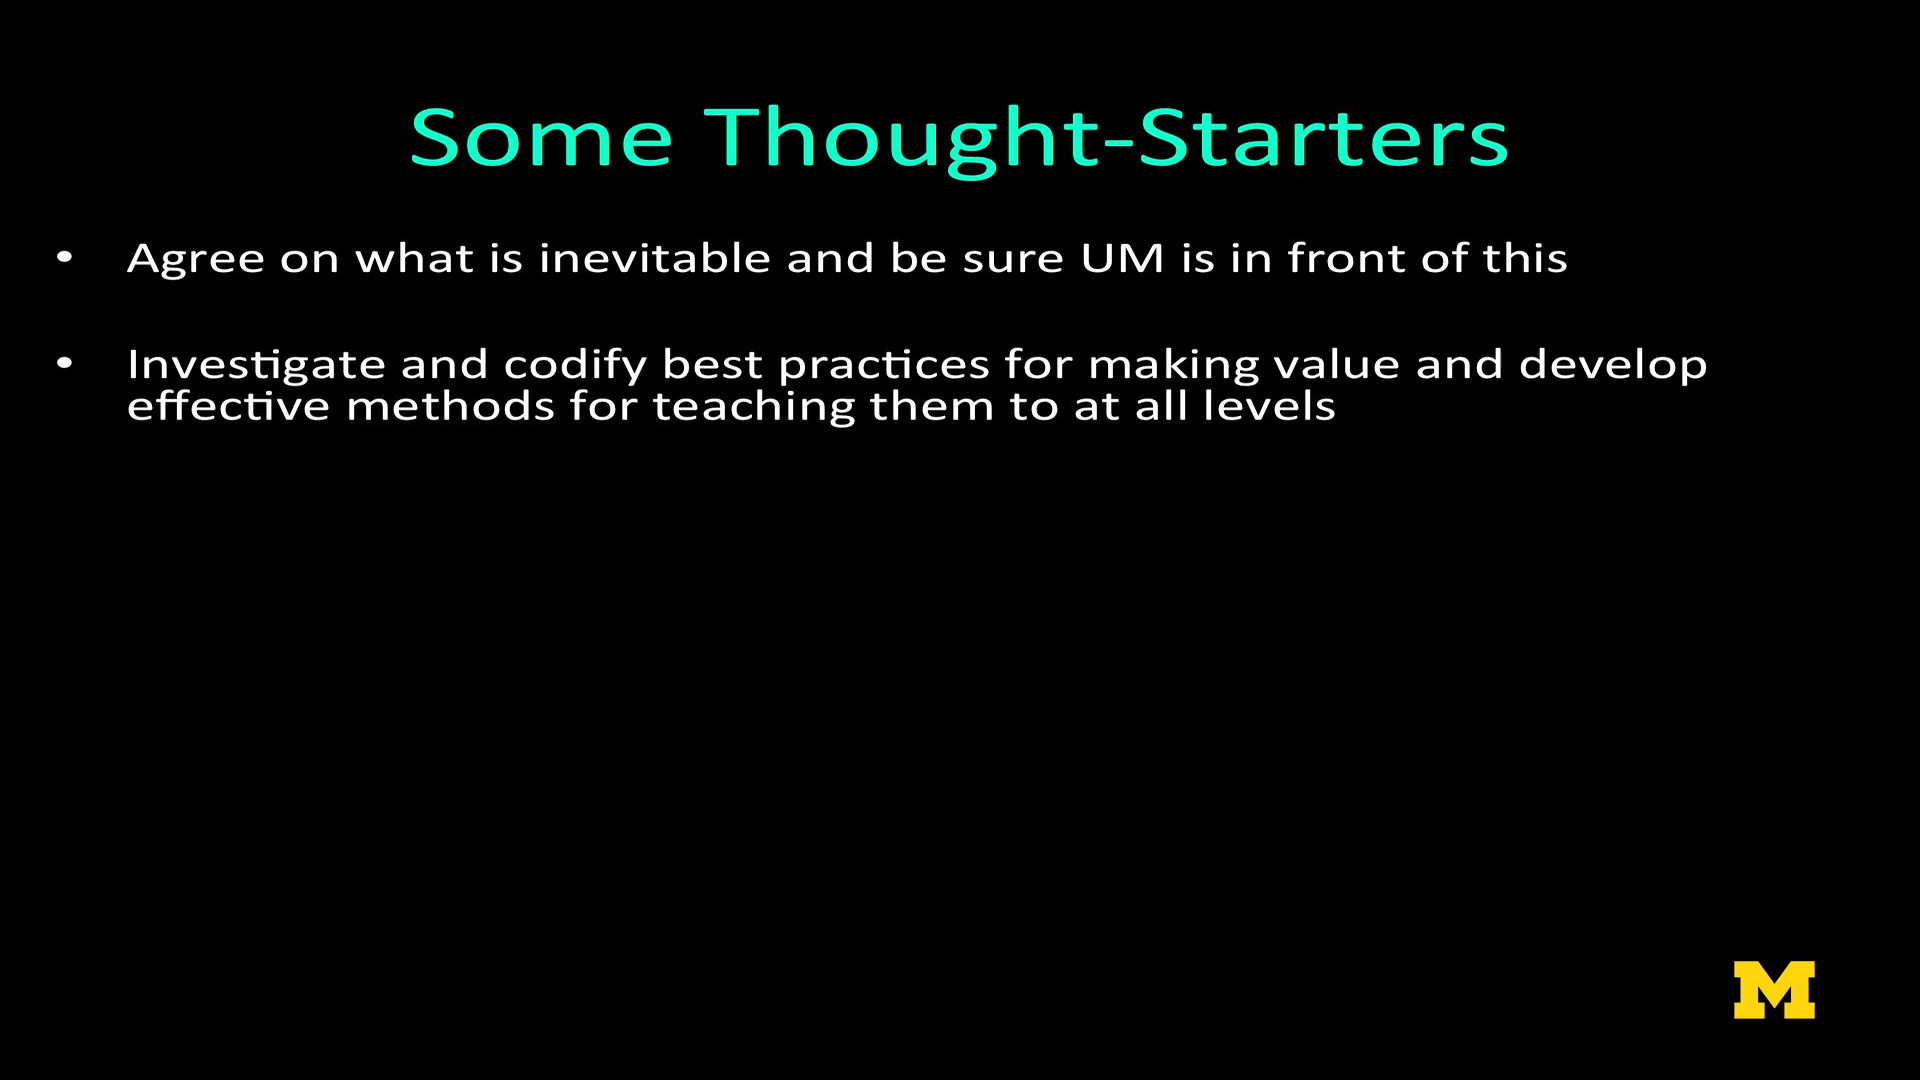 Some Thought-Starters
• Agree on what is inevitable and be sure UM is in front of this
• Investigate and codify best practices for making value and develop
effective methods for teaching them to at all levels
M